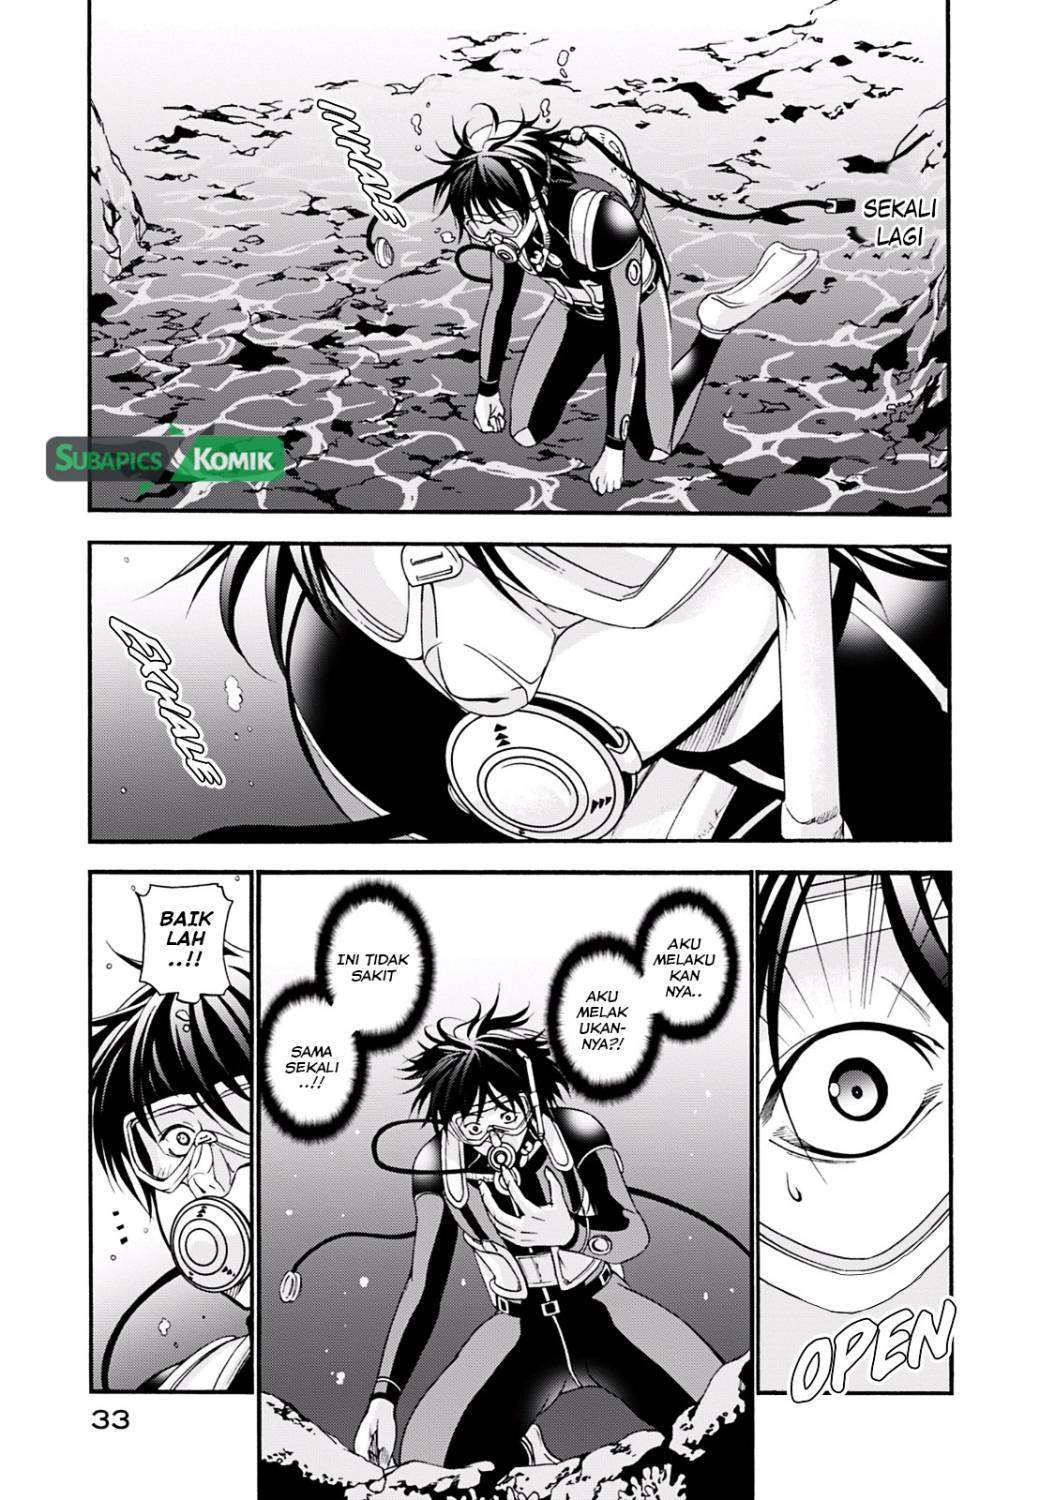 INHALE
SEKALI
LAGI
SUBAPICS KOMIK
EXHALE
OPEN
AKU
MELAKU
KAN
NYA..
AKU
MELAK
UKAN-
NYA?!
INI TIDAK
SAKIT
SAMA
SEKALI
..!!
BAIK
LAH
..!!
33